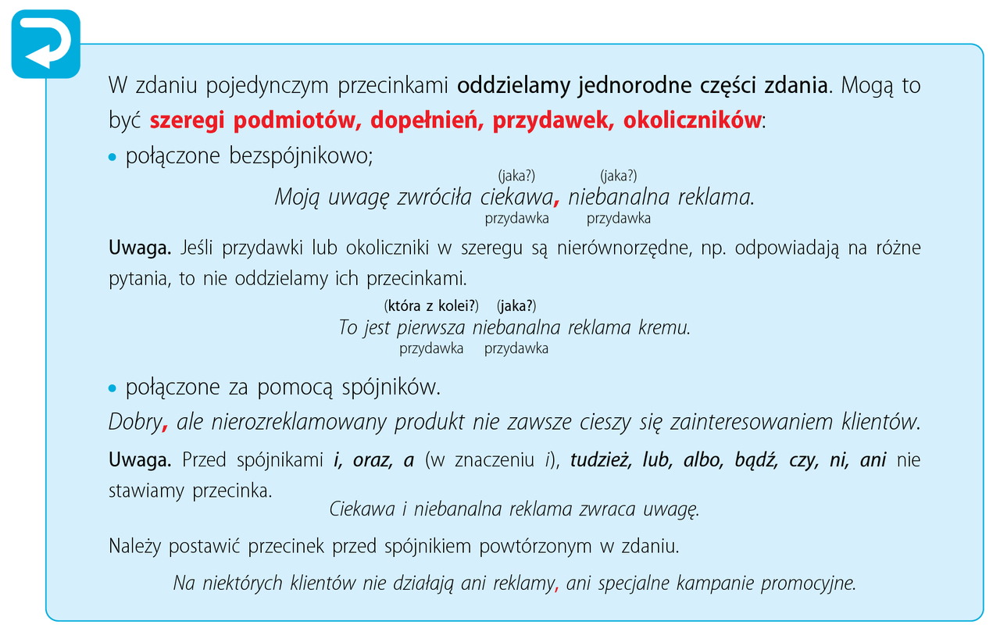 W zdaniu pojedynczym przecinkami oddzielamy jednorodne części zdania. Mogą to
być szeregi podmiotów, dopełnień, przydawek, okoliczników:
• połączone bezspójnikowo;
(jaka?) (jaka?)
Moją uwagę zwróciła ciekawa, niebanalna reklama.
przydawka przydawka
Uwaga. Jeśli przydawki lub okoliczniki w szeregu są nierównorzędne, np. odpowiadają na różne
pytania, to nie oddzielamy ich przecinkami.
(która z kolei?) (jaka?)
To jest pierwsza niebanalna reklama kremu.
przydawka przydawka
• połączone za pomocą spójników.
Dobry, ale nierozreklamowany produkt nie zawsze cieszy się zainteresowaniem klientów.
Uwaga. Przed spójnikami i, oraz, a (w znaczeniu i), tudzież, lub, albo, bądź, czy, ni, ani nie
stawiamy przecinka.
Ciekawa i niebanalna reklama zwraca uwagę.
Należy postawić przecinek przed spójnikiem powtórzonym w zdaniu.
Na niektórych klientów nie działają ani reklamy, ani specjalne kampanie promocyjne.